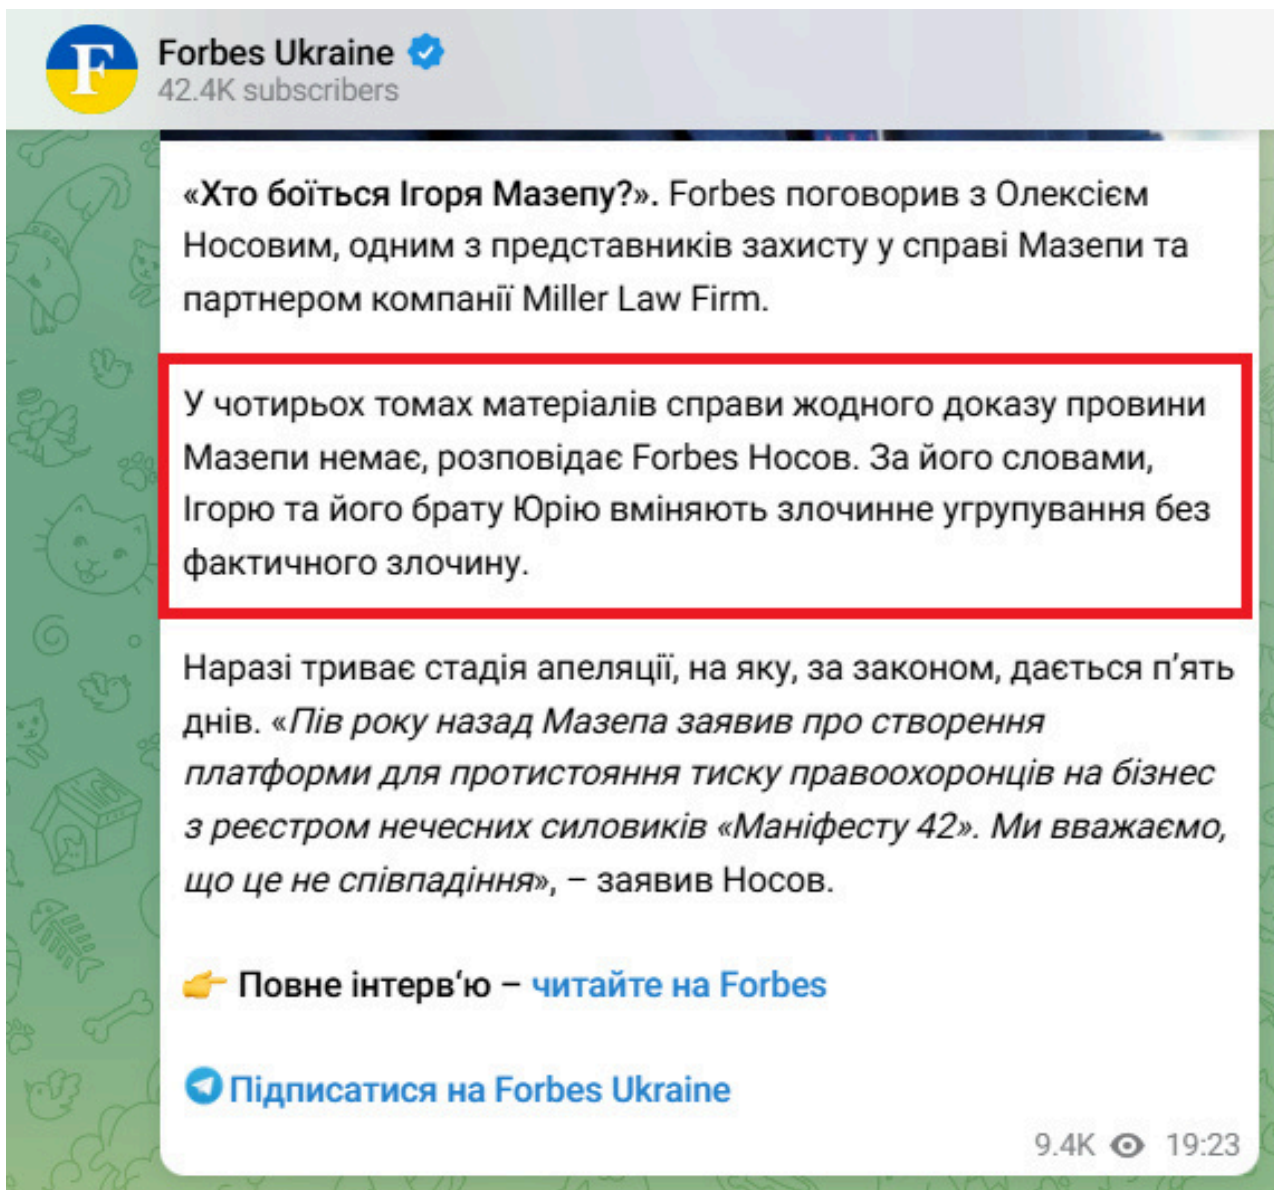 F
Forbes Ukraine
42.4K subscribers
«Хто боїться Ігоря Мазепу?». Forbes поговорив з Олексієм
Носовим, одним з представників захисту у справі Мазепи та
партнером компанії Miller Law Firm.
У чотирьох томах матеріалів справи жодного доказу провини
Мазепи немає, розповідає Forbes Носов. За його словами,
Ігорю та його брату Юрію вміняють злочинне угрупування без
фактичного злочину.
Наразі триває стадія апеляції, на яку, за законом, дається п’ять
днів. «Пів року назад Мазепа заявив про створення
платформи для протистояння тиску правоохоронців на бізнес
з реєстром нечесних силовиків «Маніфесту 42». Ми вважаємо,
що це не співпадіння», – заявив Носов.
👉 Повне інтерв‘ю – читайте на Forbes
Підписатися на Forbes Ukraine
9.4K 19:23